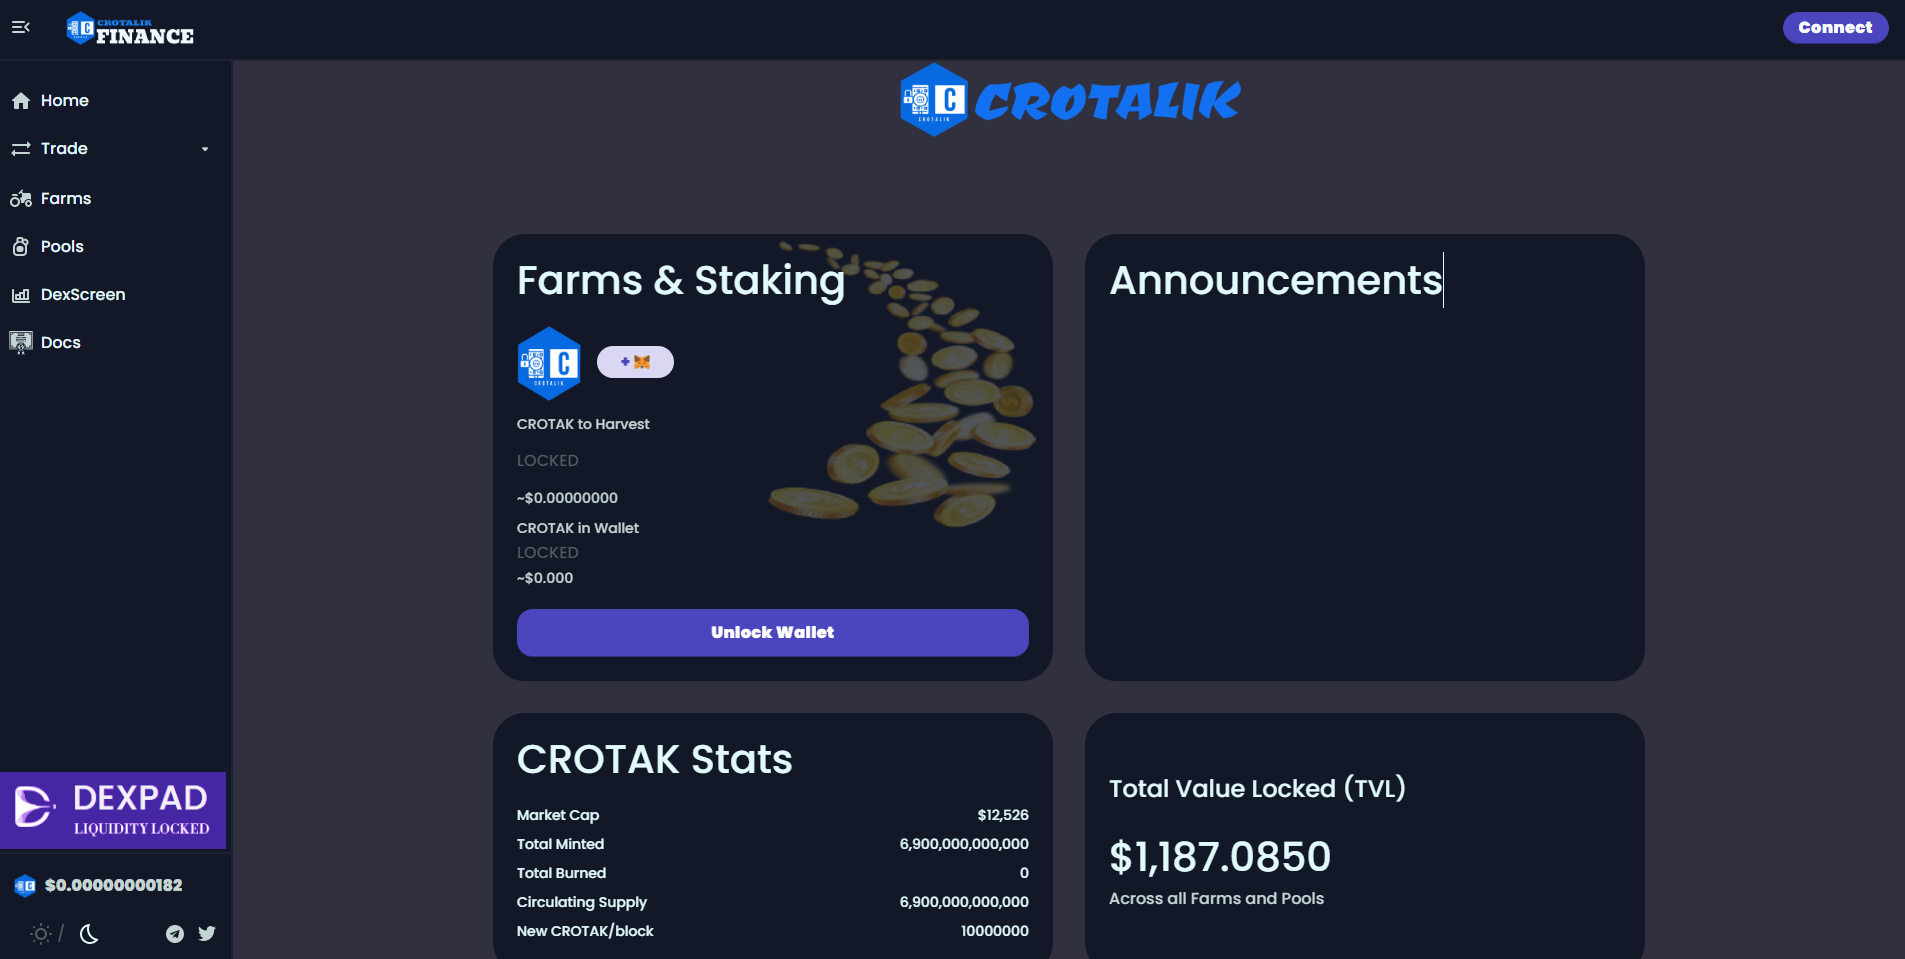 CROTALIK
FINANCE
Connect
Home
Trade
Farms
Pools
DexScreen
Docs
DEXPAD
LIQUIDITY LOCKED
$0.00000000182
/
C
CROTALIK
CROTALIK
Farms & Staking
C
CROTALIK
+
CROTAK to Harvest
LOCKED
~$0.00000000
CROTAK in Wallet
LOCKED
~$0.000
Unlock Wallet
Announcements
CROTAK Stats
Market Cap $12,526
Total Minted 6,900,000,000,000
Total Burned 0
Circulating Supply 6,900,000,000,000
New CROTAK/block 10000000
Total Value Locked (TVL)
$1,187.0850
Across all Farms and Pools